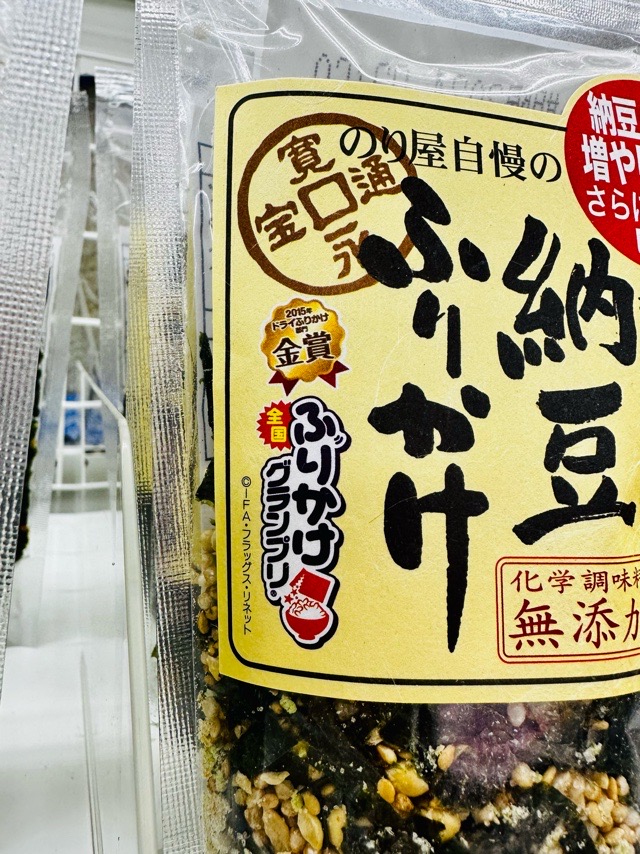 のり屋自慢の
納豆
ふりかけ
納豆
増や
さら
寛
永
通
宝
2015年
ドライふりかけ
部門
金賞
全国
ふりかけ
グランプリ
©IFA・フラッグス・リネット
化学調味料
無添加